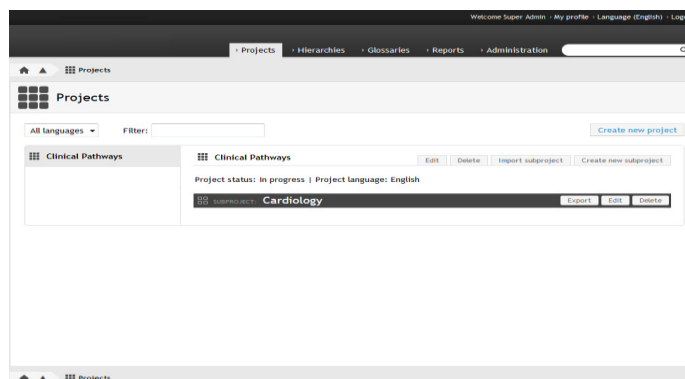 Welcome Super Admin › My profile › Language (English) ›
› Projects › Hierarchies › Glossaries › Reports › Administration
Projects
Projects
All languages Filter: Create new project
Clinical Pathways
Clinical Pathways Edit Delete Import subproject Create new subproject
Project status: In progress | Project language: English
SUBPROJECT: Cardiology Export Edit Delete
Projects